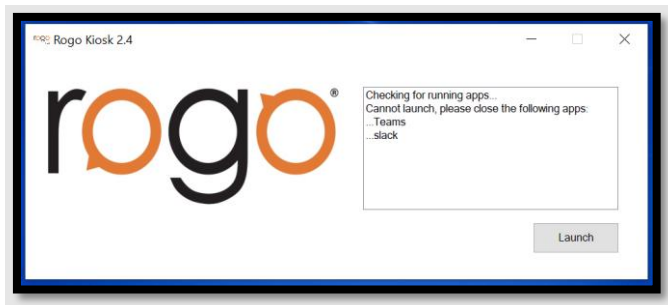 rogo Rogo Kiosk 2.4
rogo®
Checking for running apps...
Cannot launch, please close the following apps:
...Teams
...slack
Launch